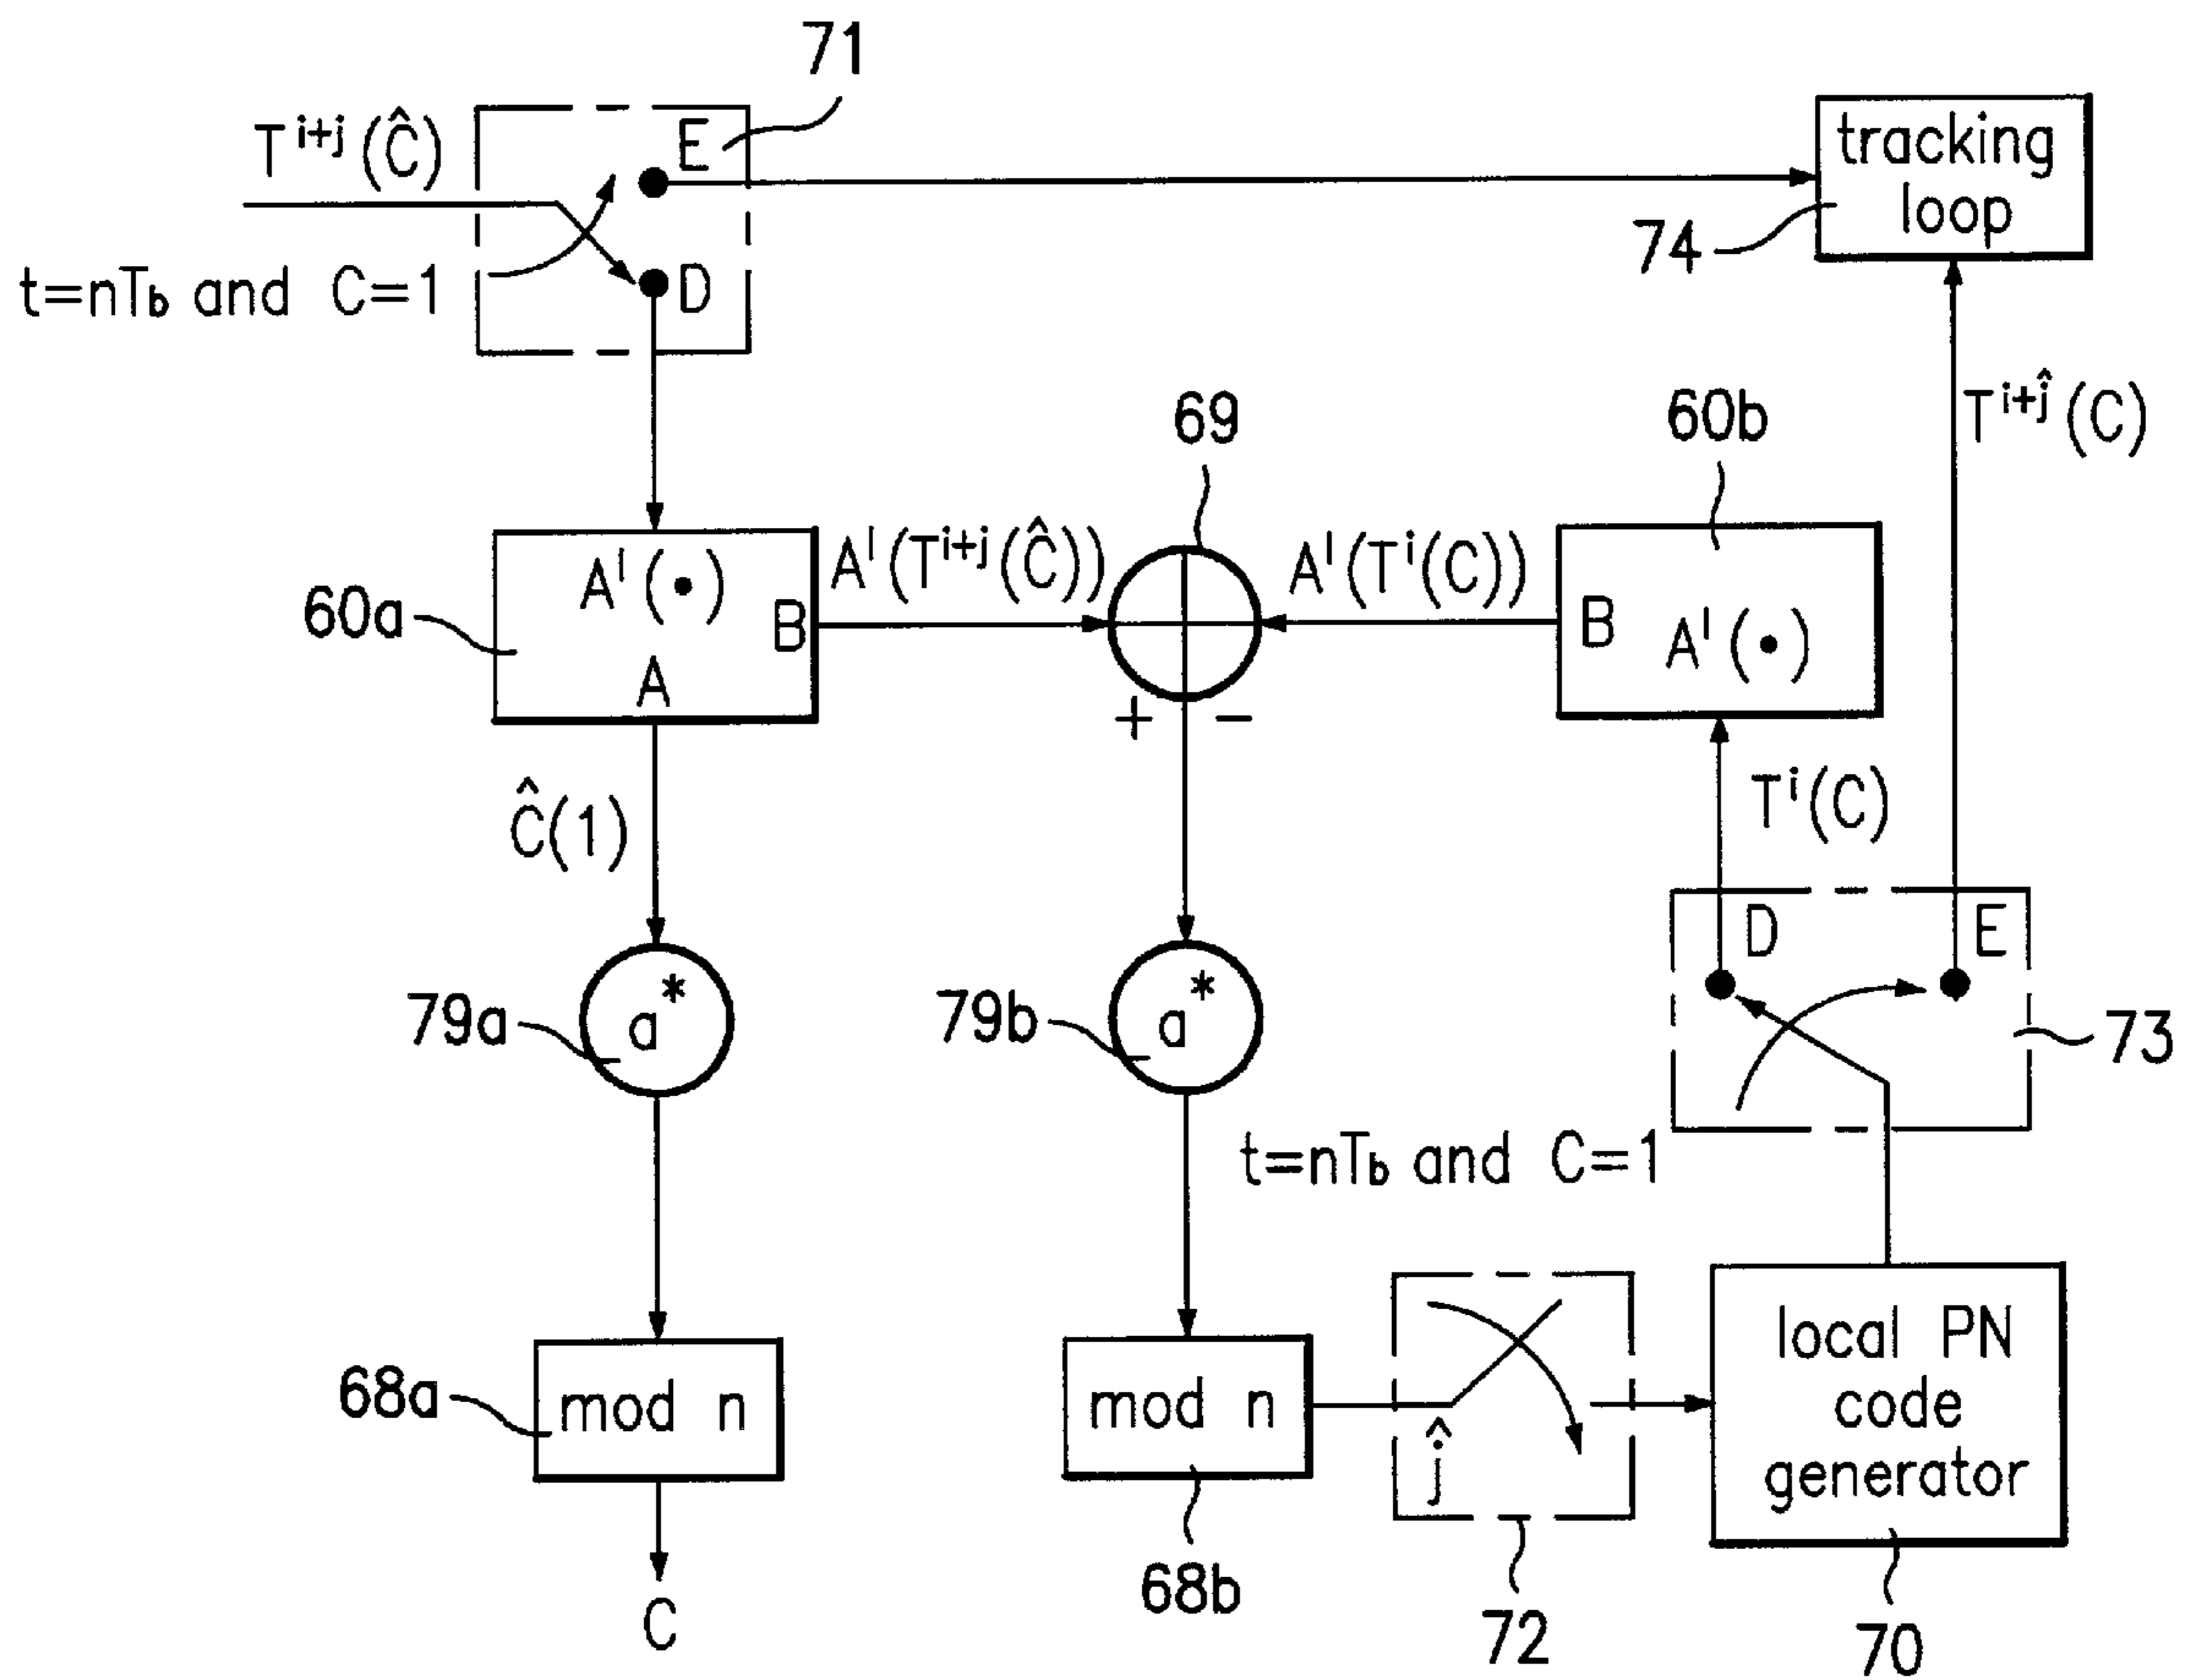 71
T^{i+j}(Ĉ)
E
tracking
loop
74
t=nTb and C=1
D
T^{i+ĵ}(C)
69
60b
A^l(•)
B
A^l(T^{i+j}(Ĉ))
A^l(T^i(C))
B
A^l(•)
60a
A
+ -
Ĉ(1)
T^i(C)
D
E
79a
a*
79b
a*
73
t=nTb and C=1
local PN
code
generator
68a
mod n
mod n
ĵ
68b
72
70
C